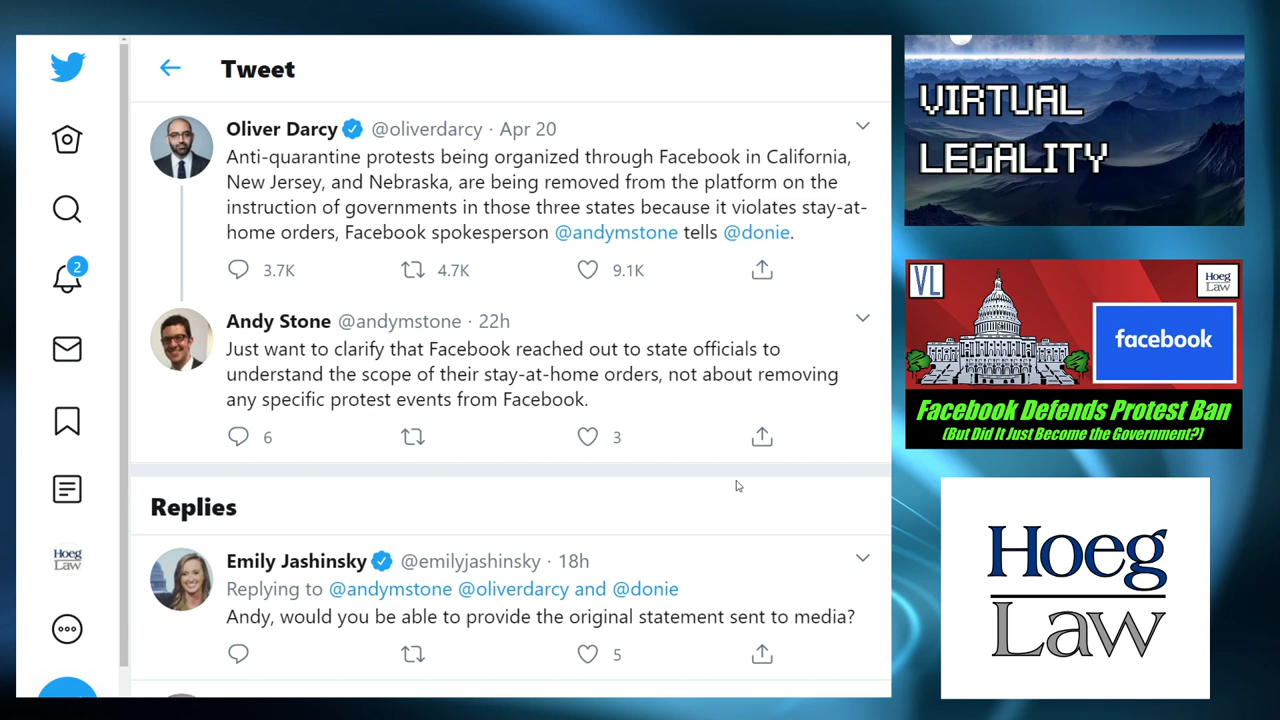 Tweet
Oliver Darcy @oliverdarcy · Apr 20
Anti-quarantine protests being organized through Facebook in California,
New Jersey, and Nebraska, are being removed from the platform on the
instruction of governments in those three states because it violates stay-at-
home orders, Facebook spokesperson @andymstone tells @donie.
3.7K 4.7K 9.1K
2
Andy Stone @andymstone · 22h
Just want to clarify that Facebook reached out to state officials to
understand the scope of their stay-at-home orders, not about removing
any specific protest events from Facebook.
6 3
Replies
Emily Jashinsky @emilyjashinsky · 18h
Replying to @andymstone @oliverdarcy and @donie
Andy, would you be able to provide the original statement sent to media?
5
Hoeg
Law
VIRTUAL
LEGALITY
VL
Hoeg
Law
facebook
Facebook Defends Protest Ban
(But Did It Just Become the Government?)
Hoeg
Law